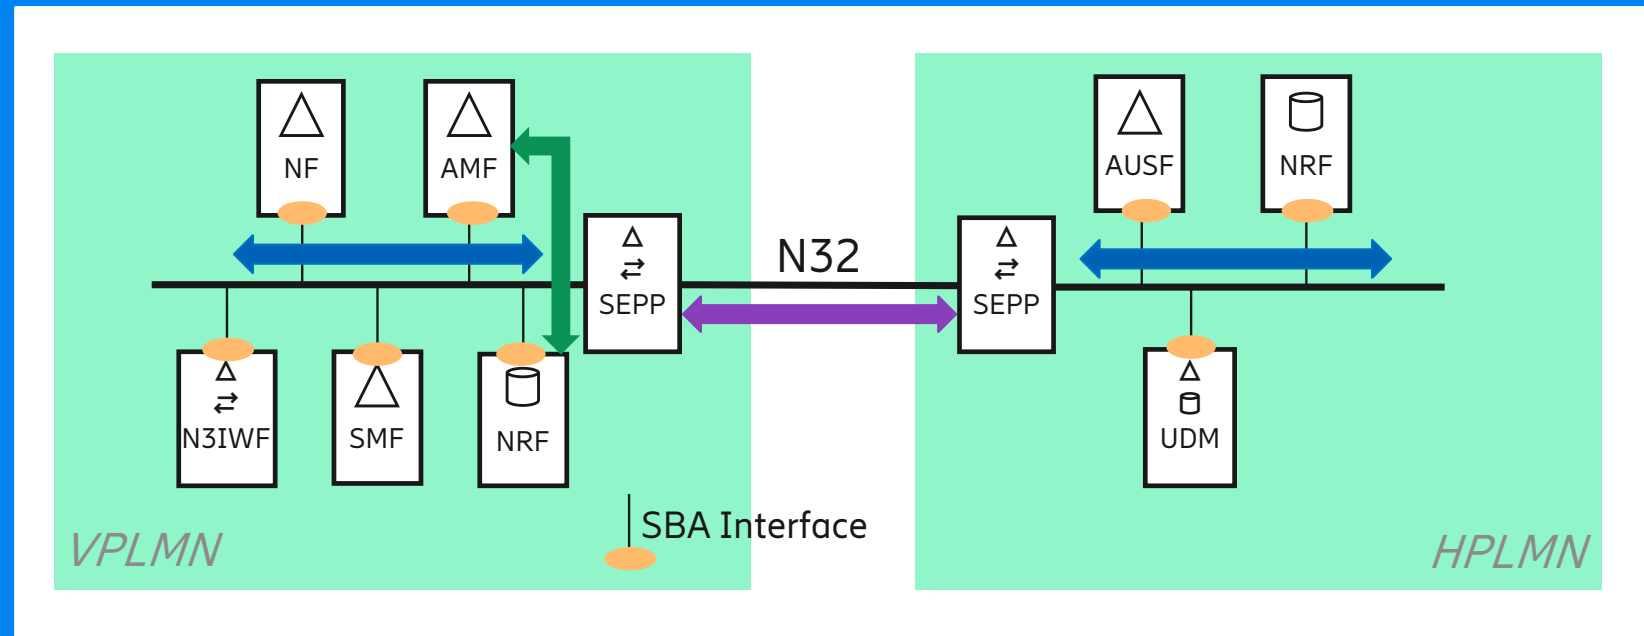 NF
AMF
AUSF
NRF
N32
SEPP
SEPP
N3IWF
SMF
NRF
UDM
SBA Interface
VPLMN
HPLMN